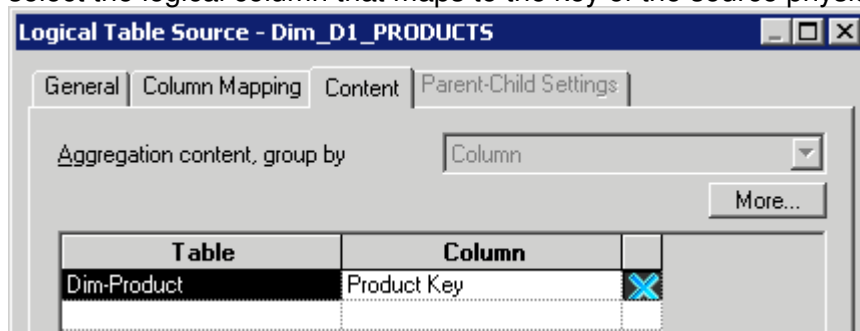 select the logical column that maps to the key of the source physi
Logical Table Source - Dim_D1_PRODUCTS
General Column Mapping Content Parent-Child Settings
Aggregation content, group by Column
More...
Table Column
Dim-Product Product Key